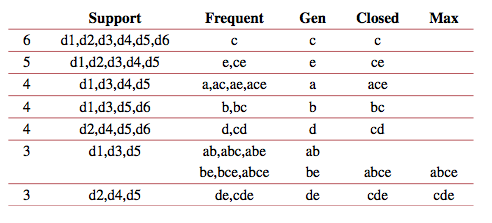 Support Frequent Gen Closed Max
6 d1,d2,d3,d4,d5,d6 c c c
5 d1,d2,d3,d4,d5 e,ce e ce
4 d1,d3,d4,d5 a,ac,ae,ace a ace
4 d1,d3,d5,d6 b,bc b bc
4 d2,d4,d5,d6 d,cd d cd
3 d1,d3,d5 ab,abc,abe ab
be,bce,abce be abce abce
3 d2,d4,d5 de,cde de cde cde